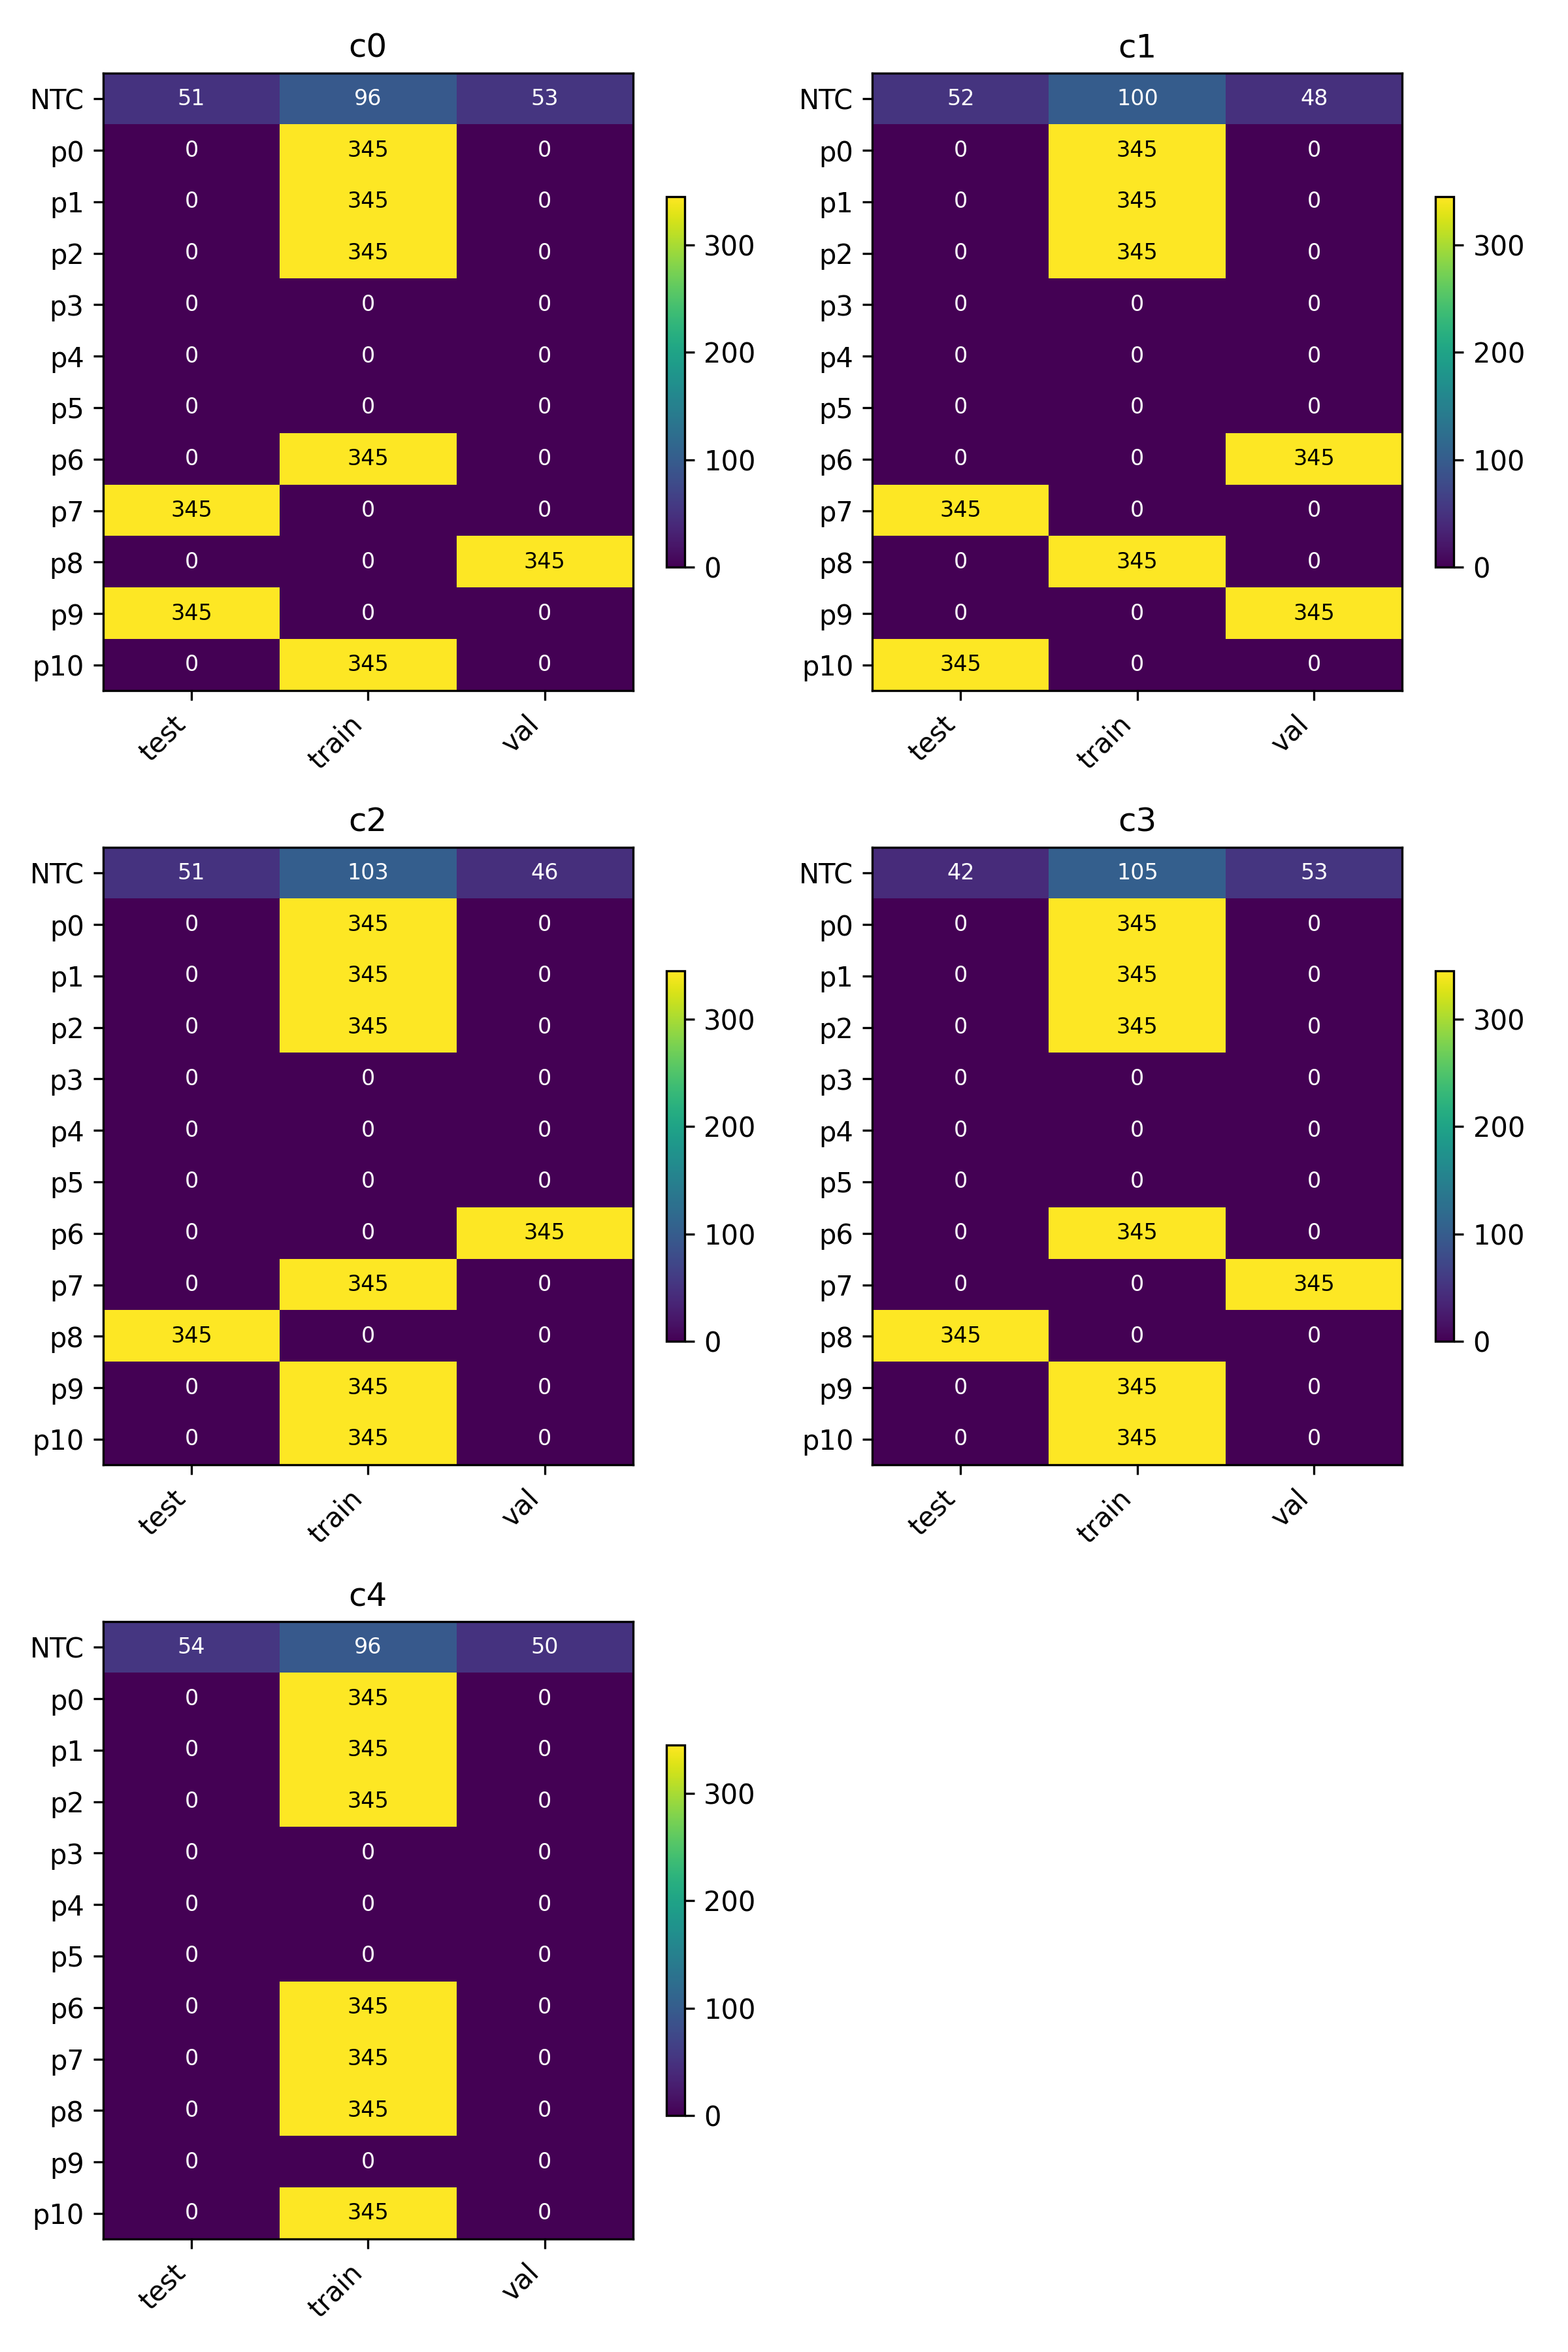 c0
NTC 51 96 53
p0 0 345 0
p1 0 345 0
p2 0 345 0
p3 0 0 0
p4 0 0 0
p5 0 0 0
p6 0 345 0
p7 345 0 0
p8 0 0 345
p9 345 0 0
p10 0 345 0
test train val
300
200
100
0
c1
NTC 52 100 48
p0 0 345 0
p1 0 345 0
p2 0 345 0
p3 0 0 0
p4 0 0 0
p5 0 0 0
p6 0 0 345
p7 345 0 0
p8 0 345 0
p9 0 0 345
p10 345 0 0
test train val
300
200
100
0
c2
NTC 51 103 46
p0 0 345 0
p1 0 345 0
p2 0 345 0
p3 0 0 0
p4 0 0 0
p5 0 0 0
p6 0 0 345
p7 0 345 0
p8 345 0 0
p9 0 345 0
p10 0 345 0
test train val
300
200
100
0
c3
NTC 42 105 53
p0 0 345 0
p1 0 345 0
p2 0 345 0
p3 0 0 0
p4 0 0 0
p5 0 0 0
p6 0 345 0
p7 0 0 345
p8 345 0 0
p9 0 345 0
p10 0 345 0
test train val
300
200
100
0
c4
NTC 54 96 50
p0 0 345 0
p1 0 345 0
p2 0 345 0
p3 0 0 0
p4 0 0 0
p5 0 0 0
p6 0 345 0
p7 0 345 0
p8 0 345 0
p9 0 0 0
p10 0 345 0
test train val
300
200
100
0